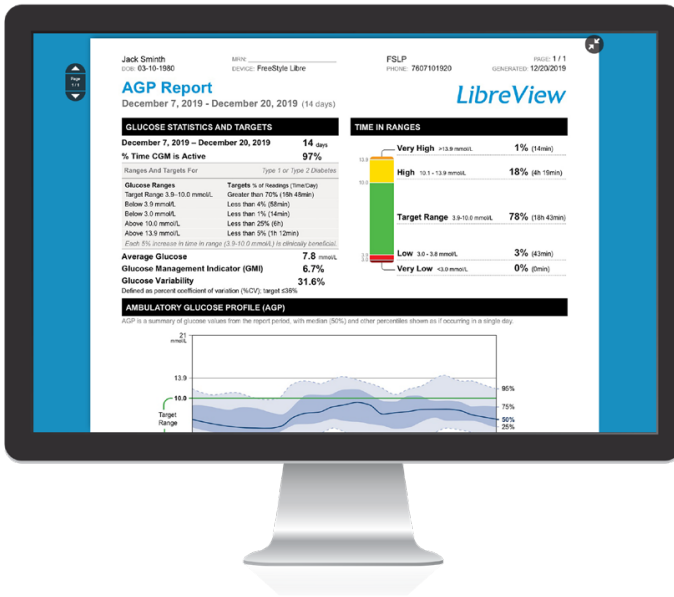 Jack Sminth
DOB: 03-10-1980
MRN:
DEVICE: FreeStyle Libre
FSLP
PHONE: 7607101920
PAGE: 1 / 1
GENERATED: 12/20/2019
Page
1 / 1
AGP Report
December 7, 2019 - December 20, 2019 (14 days)
LibreView
GLUCOSE STATISTICS AND TARGETS
December 7, 2019 – December 20, 2019 14 days
% Time CGM is Active 97%
Ranges And Targets For Type 1 or Type 2 Diabetes
Glucose Ranges Targets % of Readings (Time/Day)
Target Range 3.9-10.0 mmol/L Greater than 70% (16h 48min)
Below 3.9 mmol/L Less than 4% (58min)
Below 3.0 mmol/L Less than 1% (14min)
Above 10.0 mmol/L Less than 25% (6h)
Above 13.9 mmol/L Less than 5% (1h 12min)
Each 5% increase in time in range (3.9-10.0 mmol/L) is clinically beneficial.
Average Glucose 7.8 mmol/L
Glucose Management Indicator (GMI) 6.7%
Glucose Variability 31.6%
Defined as percent coefficient of variation (%CV); target ≤36%
TIME IN RANGES
Very High >13.9 mmol/L 1% (14min)
13.9
High 10.1 - 13.9 mmol/L 18% (4h 19min)
10.0
Target Range 3.9-10.0 mmol/L 78% (18h 43min)
3.9
3.0
Low 3.0 - 3.8 mmol/L 3% (43min)
Very Low <3.0 mmol/L 0% (0min)
AMBULATORY GLUCOSE PROFILE (AGP)
AGP is a summary of glucose values from the report period, with median (50%) and other percentiles shown as if occurring in a single day.
21
mmol/L
13.9
10.0
Target
Range
95%
75%
50%
25%